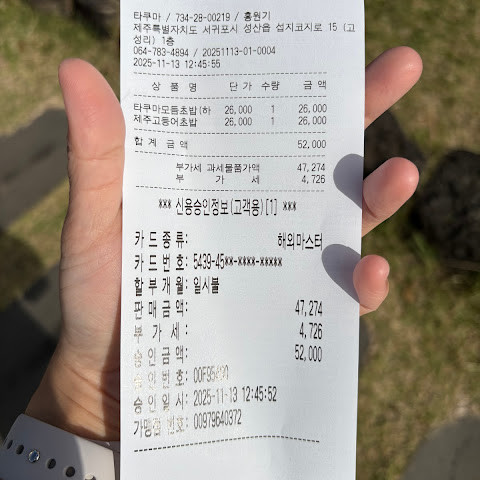 타쿠마 / 734-28-00219 / 홍원기
제주특별자치도 서귀포시 성산읍 섭지코지로 15 (고
성리) 1층
064-783-4894 / 20251113-01-0004
2025-11-13 12:45:55
상 품 명 단 가 수량 금 액
타쿠마모듬초밥(하 26,000 1 26,000
제주고등어초밥 26,000 1 26,000
합 계 금 액 52,000
부가세 과세물품가액 47,274
부 가 세 4,726
*** 신용승인정보(고객용)[1] ***
카 드 종 류: 해외마스터
카 드 번 호: 5439-45**-****-*****
할 부 개 월: 일시불
판 매 금 액: 47,274
부 가 세 : 4,726
승 인 금 액: 52,000
승 인 번 호:
승 인 일 시: 2025-11-13 12:45:52
가맹점 번호: 00979640372